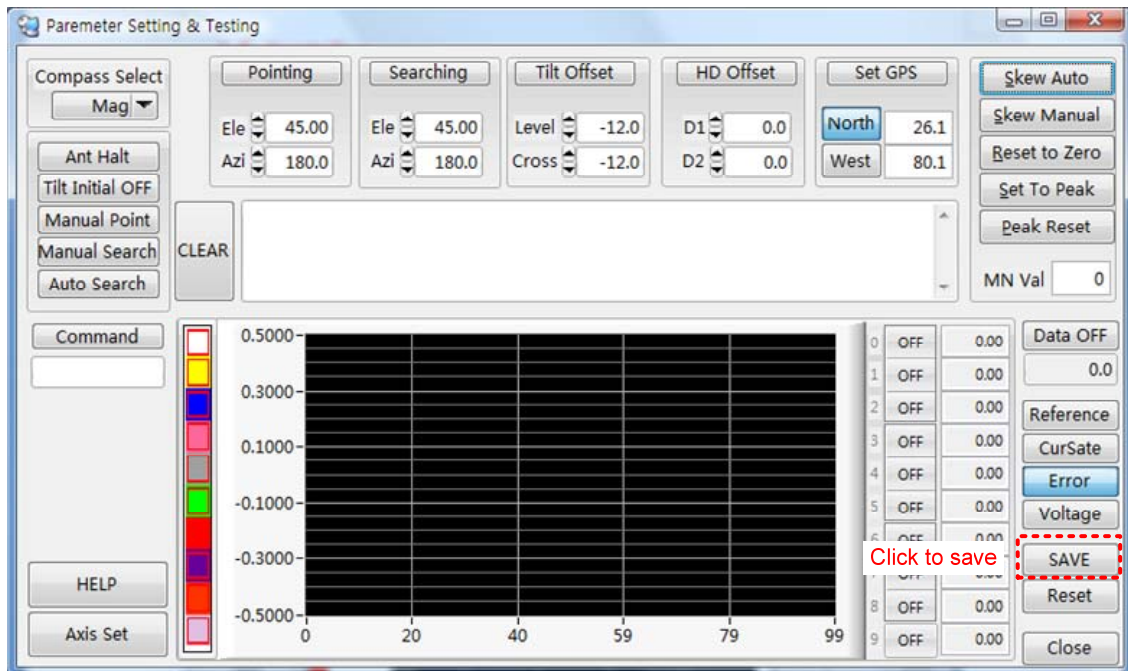 Paremeter Setting & Testing
Compass Select
Mag
Ant Halt
Tilt Initial OFF
Manual Point
Manual Search
Auto Search
Pointing
Ele 45.00
Azi 180.0
Searching
Ele 45.00
Azi 180.0
Tilt Offset
Level -12.0
Cross -12.0
HD Offset
D1 0.0
D2 0.0
Set GPS
North 26.1
West 80.1
Skew Auto
Skew Manual
Reset to Zero
Set To Peak
Peak Reset
MN Val 0
CLEAR
Command
HELP
Axis Set
0.5000
0.3000
0.1000
-0.1000
-0.3000
-0.5000
0 20 40 59 79 99
0 OFF 0.00
1 OFF 0.00
2 OFF 0.00
3 OFF 0.00
4 OFF 0.00
5 OFF 0.00
Click to save
8 OFF 0.00
9 OFF 0.00
Data OFF
0.0
Reference
CurSate
Error
Voltage
SAVE
Reset
Close